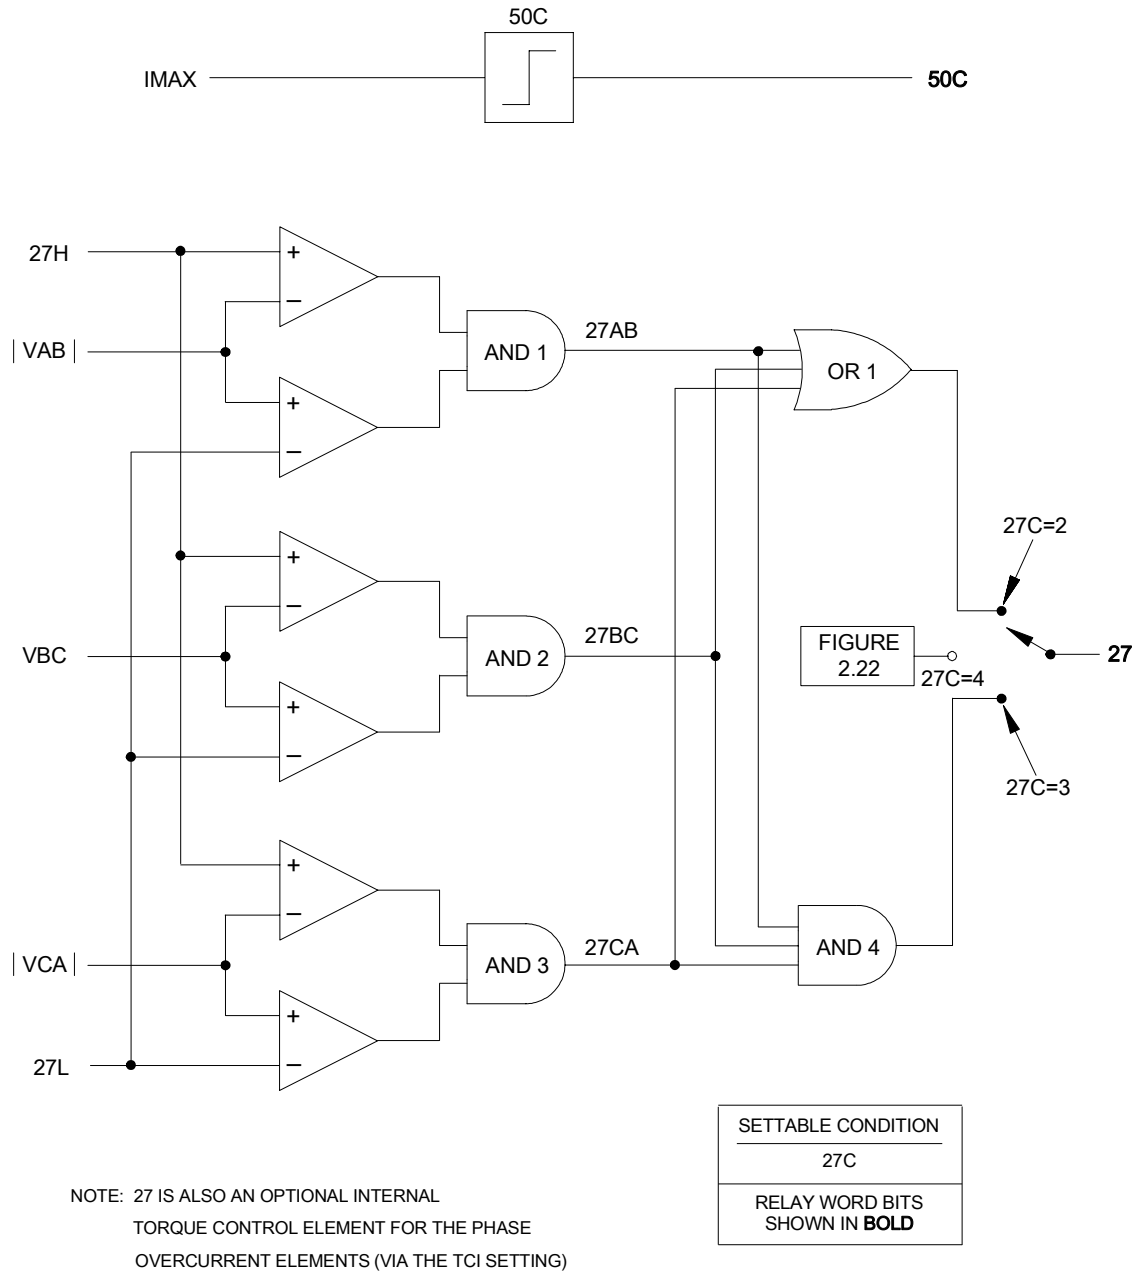 50C
IMAX
50C
27H
+
−
|VAB|
+
−
AND 1
27AB
OR 1
27C=2
+
−
VBC
+
−
AND 2
27BC
FIGURE
2.22
27C=4
27
27C=3
+
−
|VCA|
+
−
AND 3
27CA
AND 4
27L
SETTABLE CONDITION
27C
RELAY WORD BITS
SHOWN IN BOLD
NOTE: 27 IS ALSO AN OPTIONAL INTERNAL
TORQUE CONTROL ELEMENT FOR THE PHASE
OVERCURRENT ELEMENTS (VIA THE TCI SETTING)